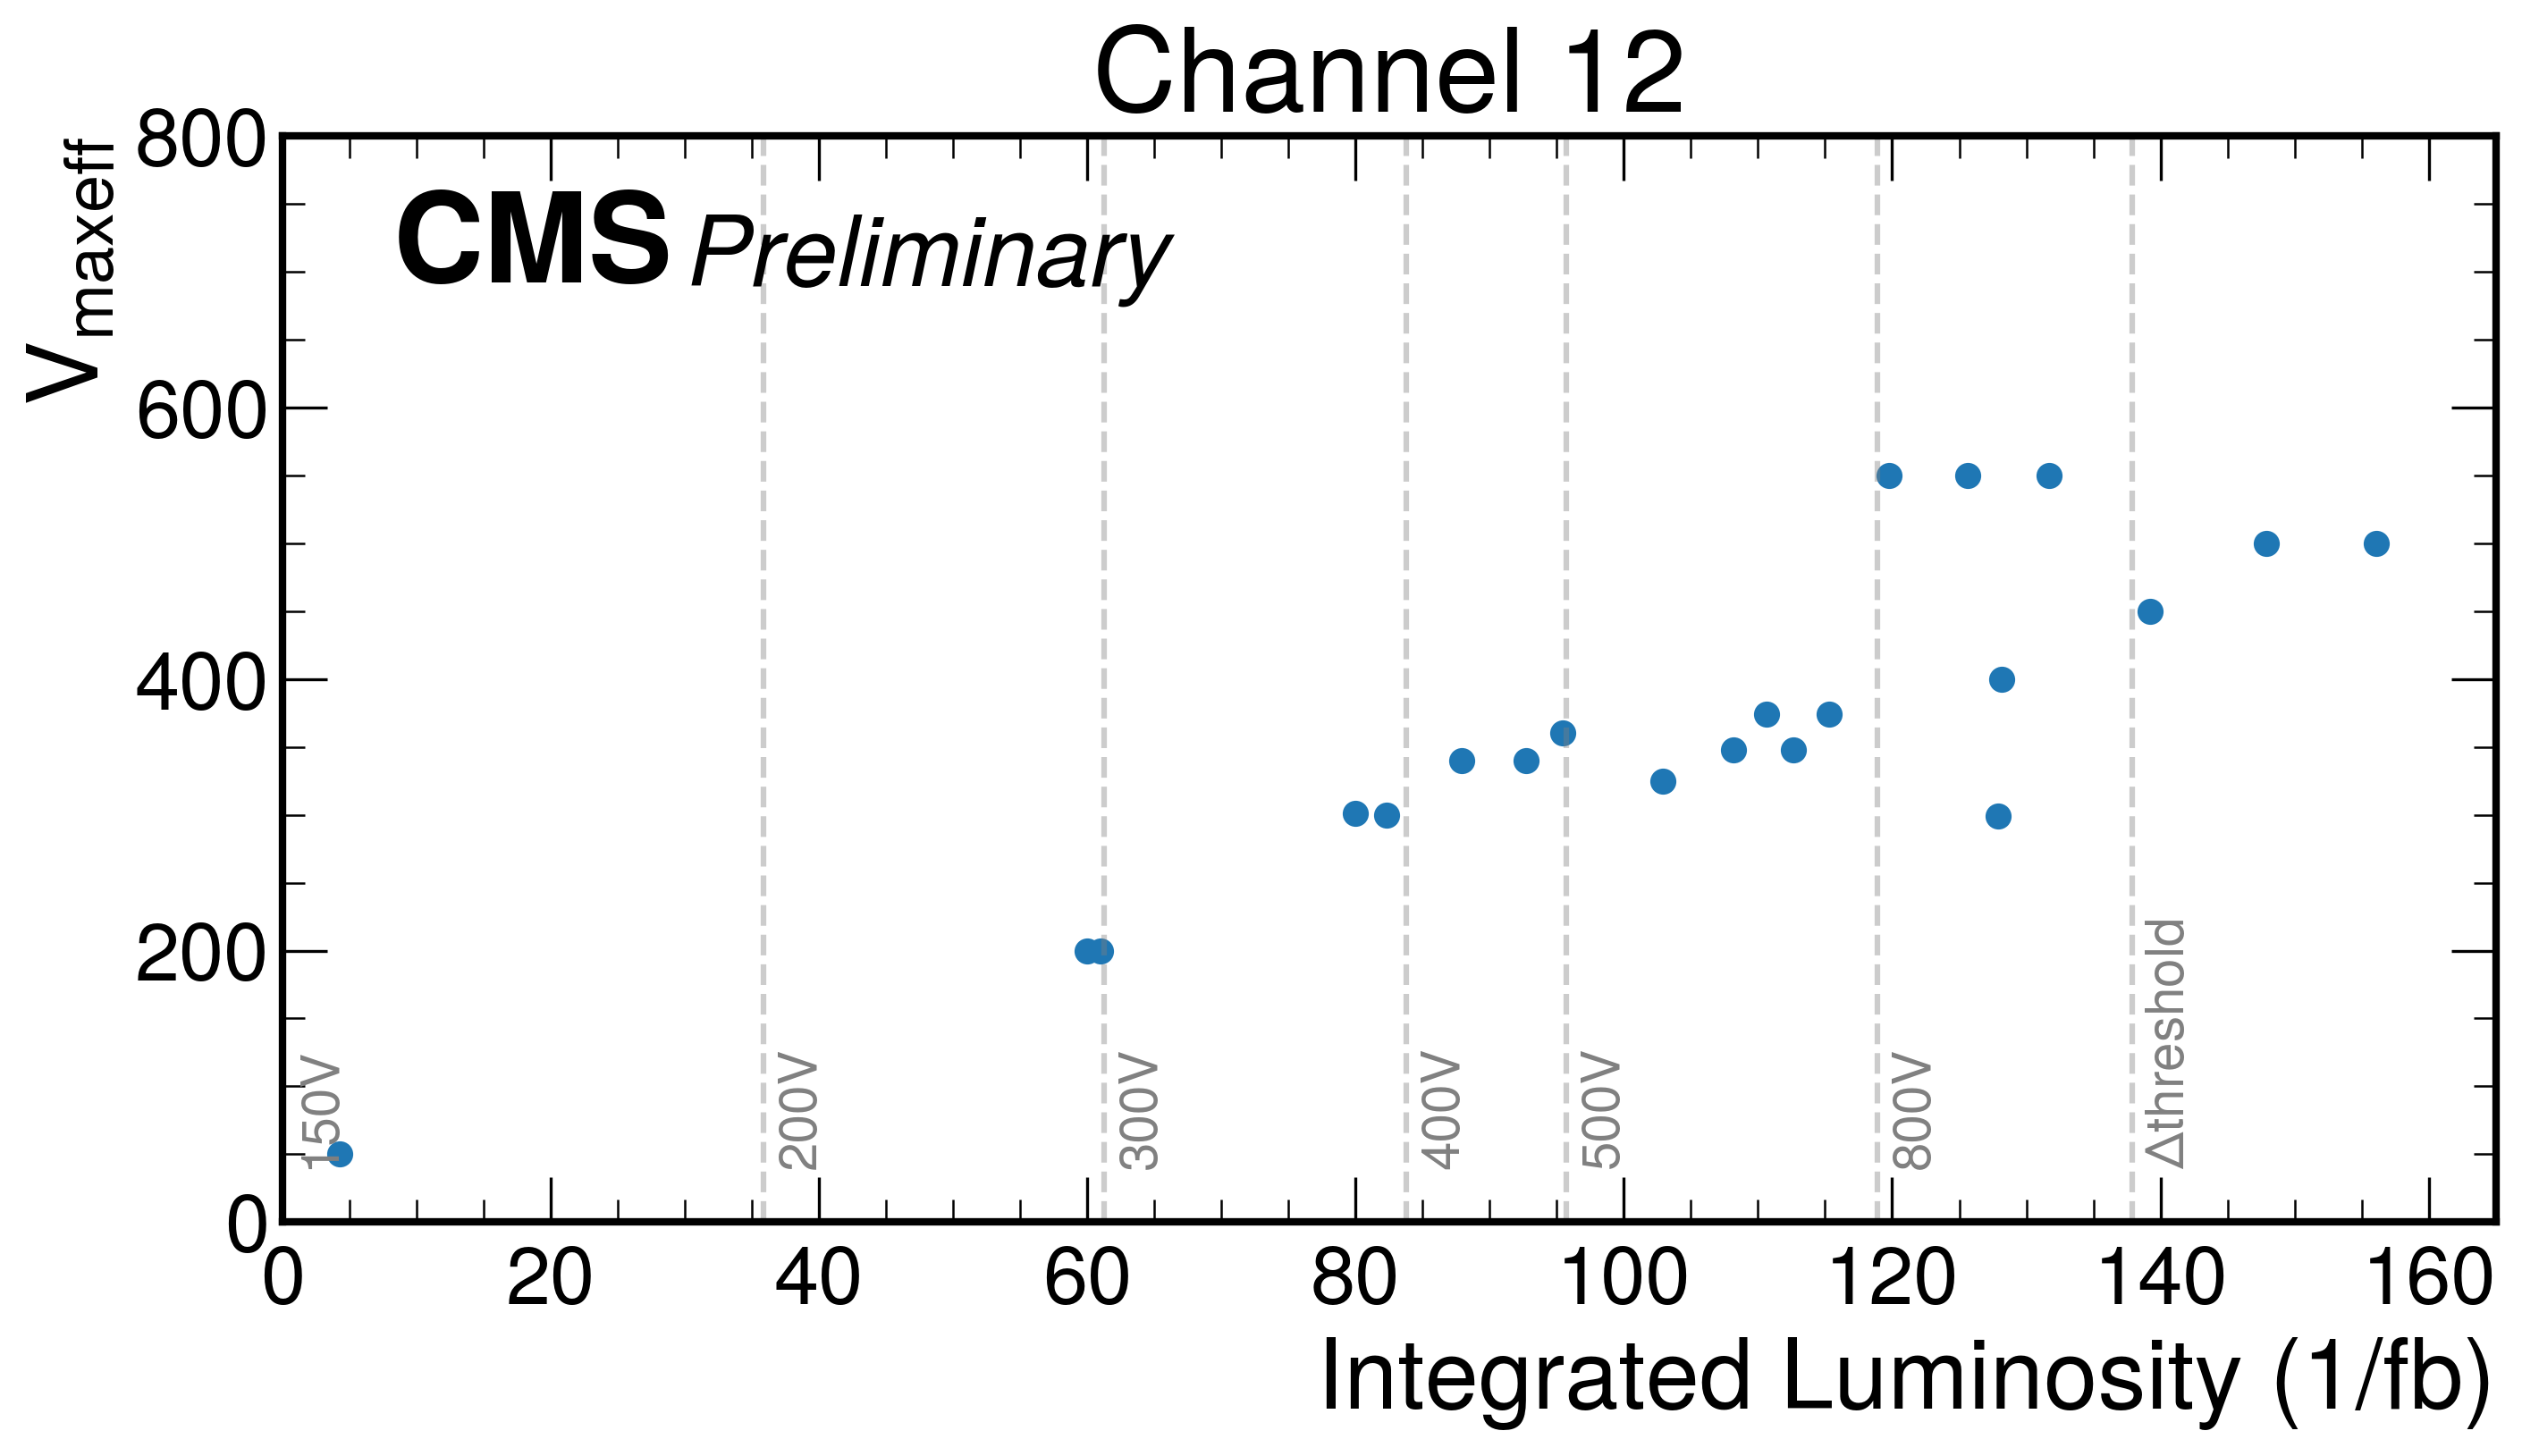 Channel 12
V_maxeff
CMS Preliminary
800
600
400
200
0
150V
200V
300V
400V
500V
800V
Δthreshold
0 20 40 60 80 100 120 140 160
Integrated Luminosity (1/fb)